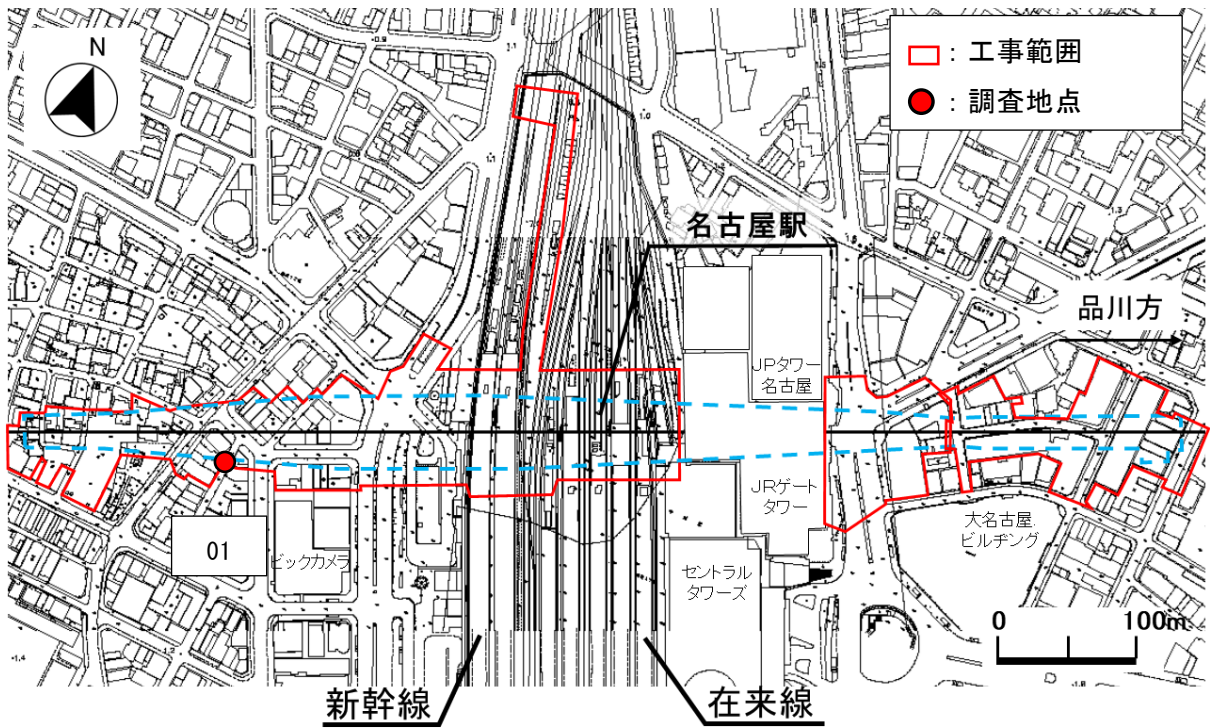 N
：工事範囲
：調査地点
名古屋駅
品川方
JPタワー
名古屋
JRゲート
タワー
大名古屋
ビルヂング
01
ビックカメラ
セントラル
タワーズ
0
100m
新幹線
在来線